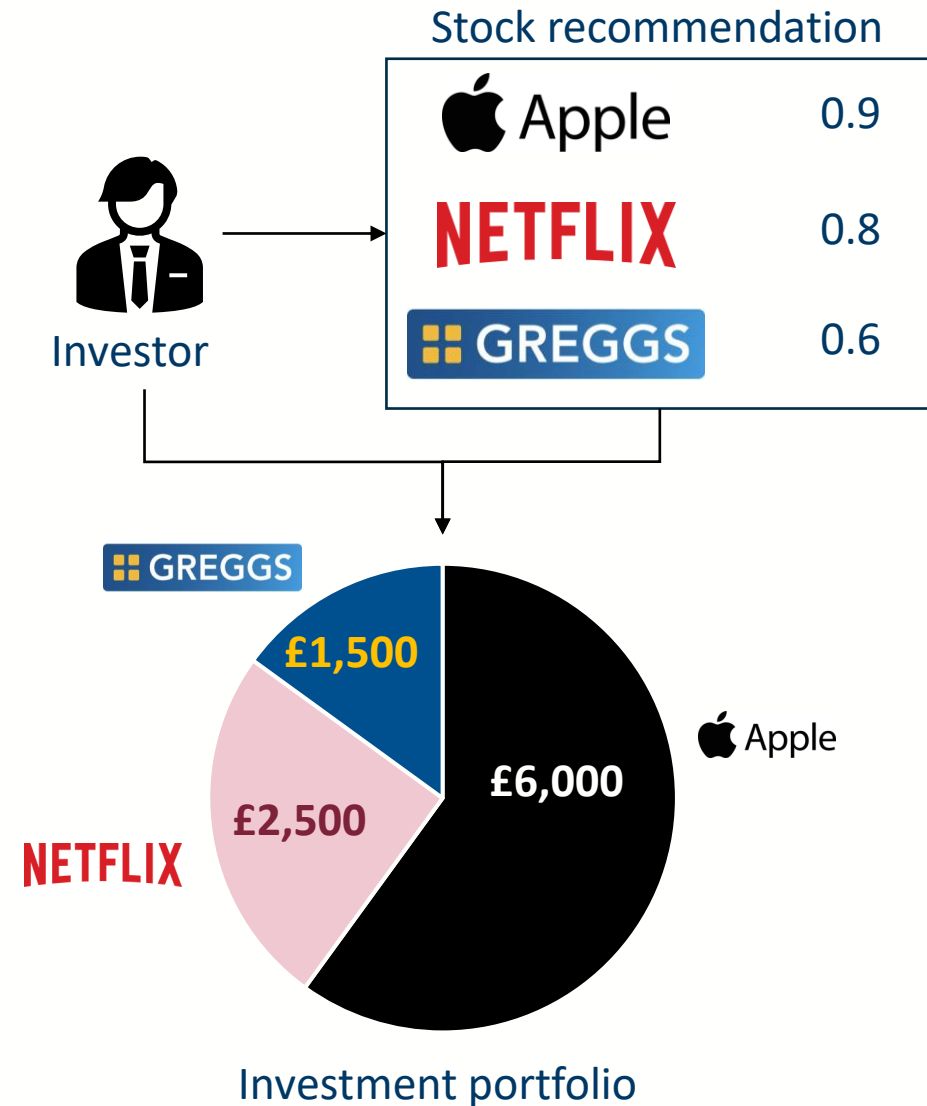 Stock recommendation
Apple 0.9
NETFLIX 0.8
GREGGS 0.6
Investor
GREGGS
£1,500
Apple
£6,000
£2,500
NETFLIX
Investment portfolio